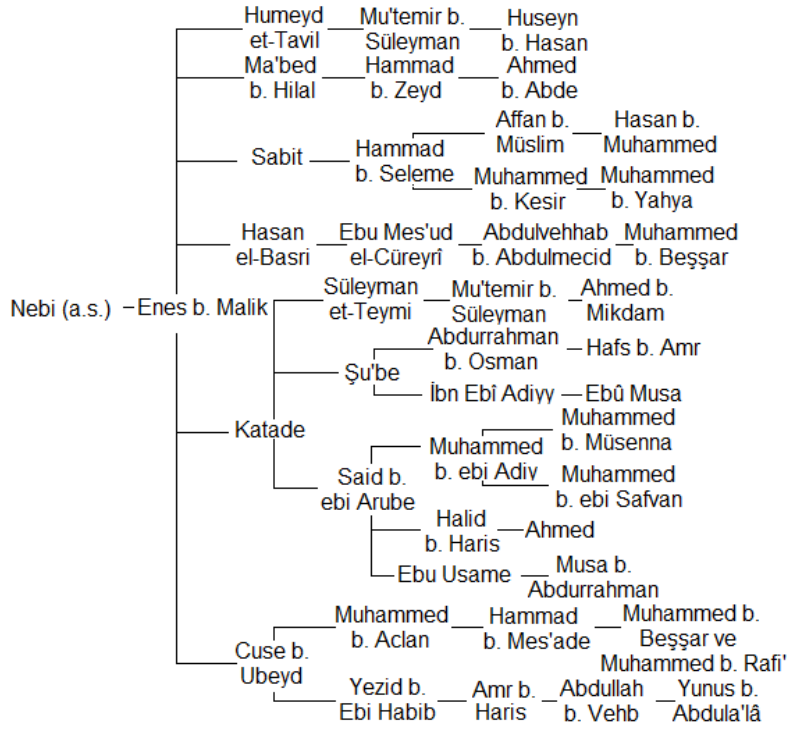 Humeyd
et-Tavil
Mu'temir b.
Süleyman
Huseyn
b. Hasan
Ma'bed
b. Hilal
Hammad
b. Zeyd
Ahmed
b. Abde
Sabit
Hammad
b. Seleme
Affan b.
Müslim
Hasan b.
Muhammed
Muhammed
b. Kesir
Muhammed
b. Yahya
Hasan
el-Basri
Ebu Mes'ud
el-Cüreyrî
Abdulvehhab
b. Abdulmecid
Muhammed
b. Beşşar
Nebi (a.s.)
Enes b. Malik
Süleyman
et-Teymi
Mu'temir b.
Süleyman
Ahmed b.
Mikdam
Katade
Şu'be
Abdurrahman
b. Osman
Hafs b. Amr
İbn Ebî Adiyy
Ebû Musa
Said b.
ebi Arube
Muhammed
b. ebi Adiy
Muhammed
b. Müsenna
Muhammed
b. ebi Safvan
Halid
b. Haris
Ahmed
Ebu Usame
Musa b.
Abdurrahman
Cuse b.
Ubeyd
Muhammed
b. Aclan
Hammad
b. Mes'ade
Muhammed b.
Beşşar ve
Muhammed b. Rafi'
Yezid b.
Ebi Habib
Amr b.
Haris
Abdullah
b. Vehb
Yunus b.
Abdula'lâ